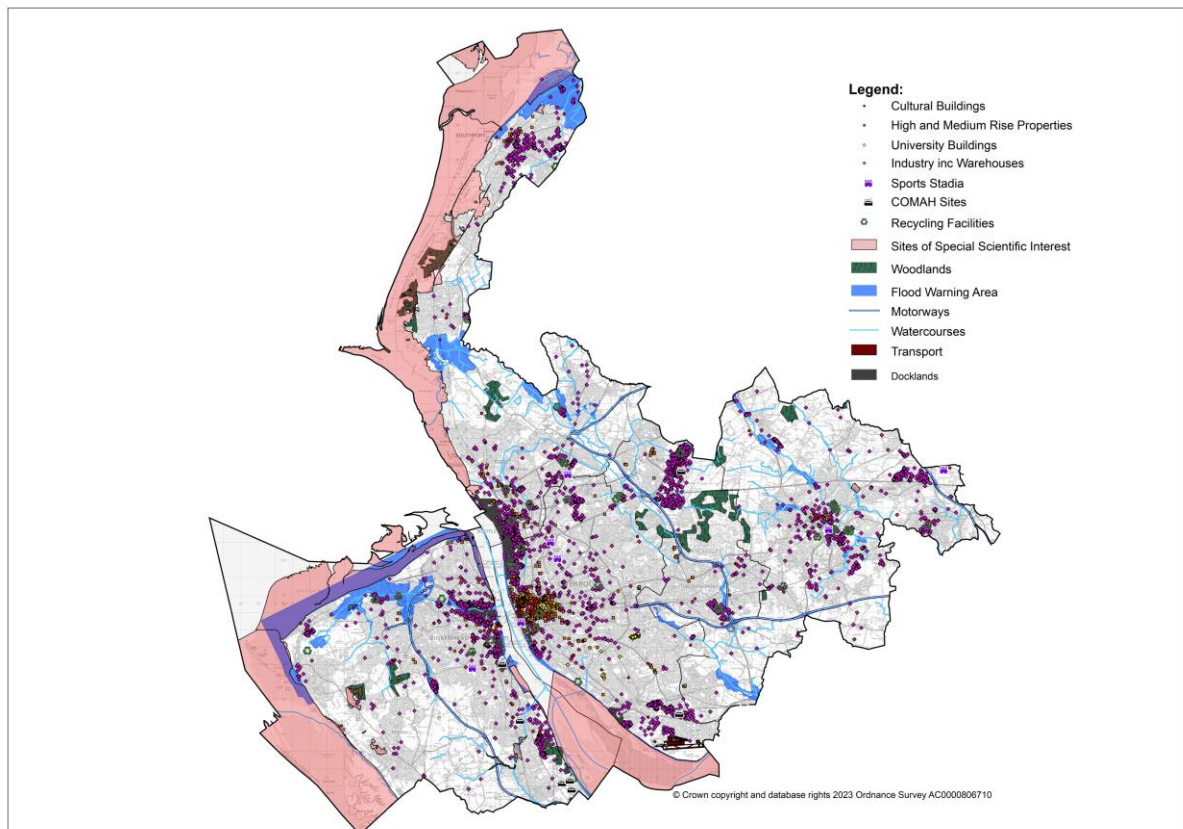 Legend:
Cultural Buildings
High and Medium Rise Properties
University Buildings
Industry inc Warehouses
Sports Stadia
COMAH Sites
Recycling Facilities
Sites of Special Scientific Interest
Woodlands
Flood Warning Area
Motorways
Watercourses
Transport
Docklands
SOUTHPORT
BIRKENHEAD
© Crown copyright and database rights 2023 Ordnance Survey AC0000806710